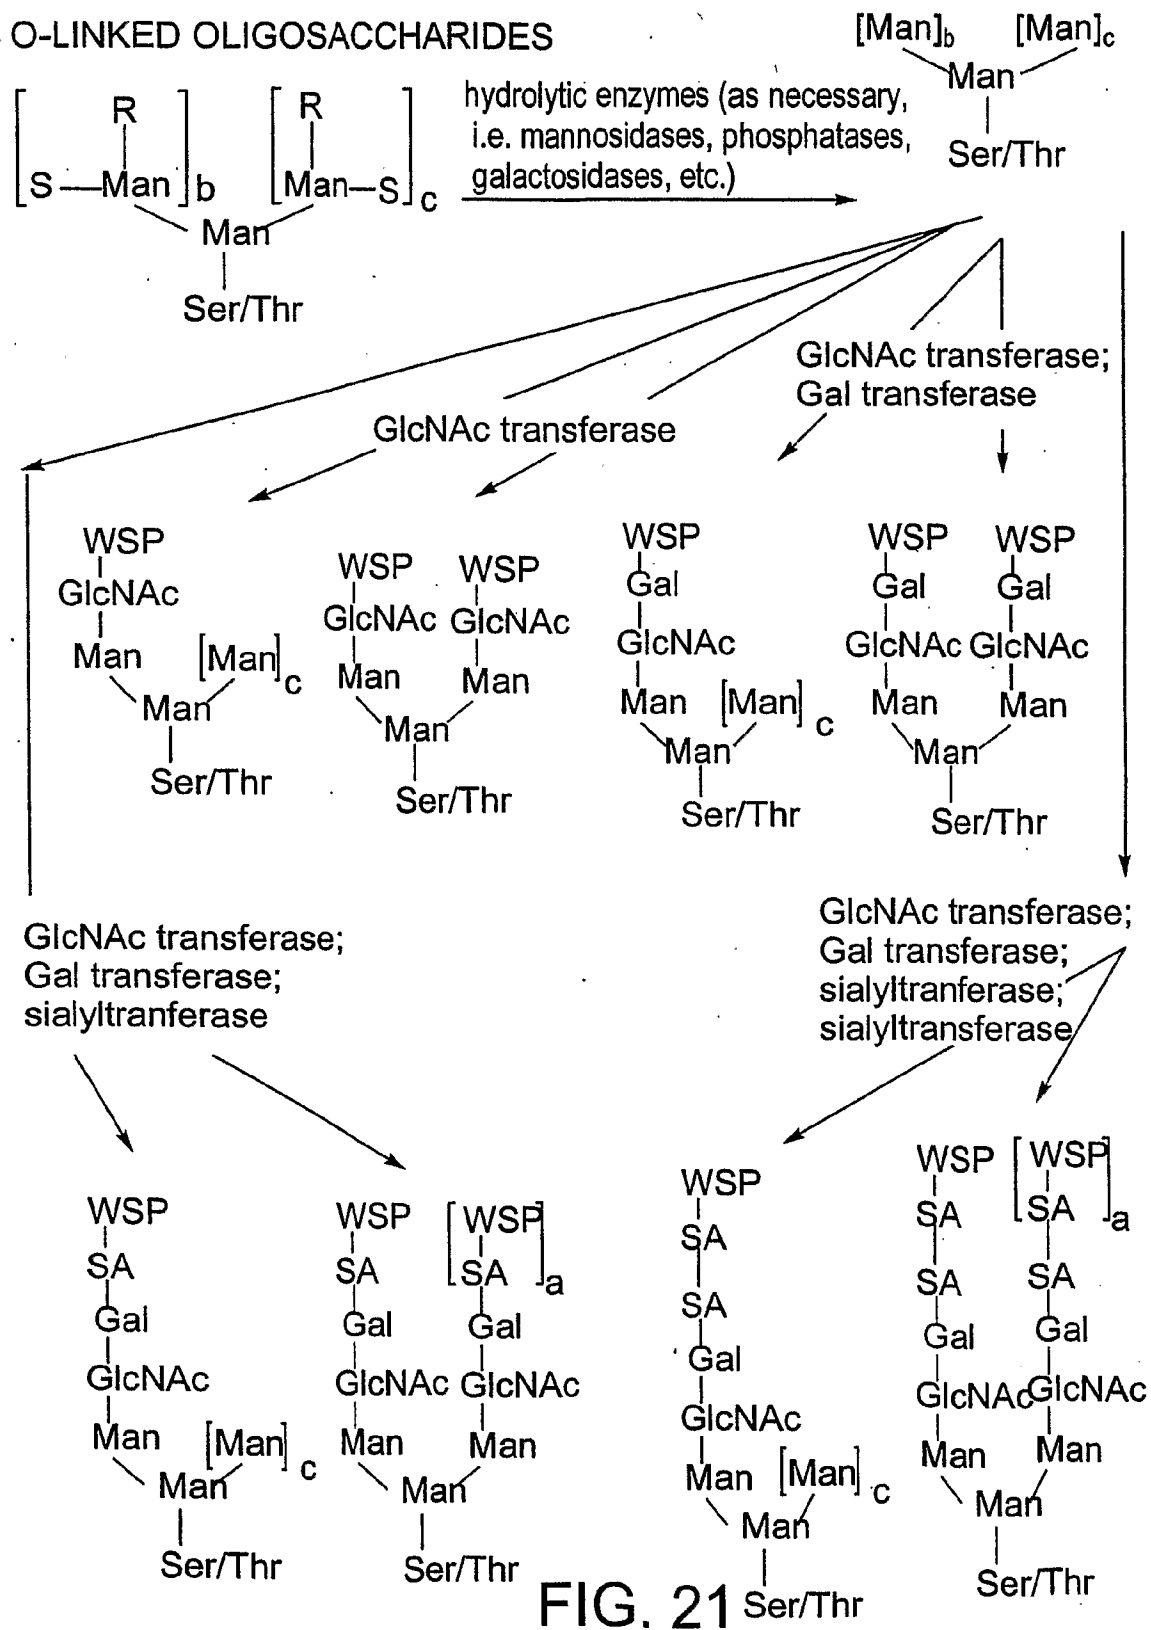 O-LINKED OLIGOSACCHARIDES
[Man]b [Man]c
Man
Ser/Thr
R R
[S—Man]b [Man—S]c
Man
Ser/Thr
hydrolytic enzymes (as necessary,
i.e. mannosidases, phosphatases,
galactosidases, etc.)
GlcNAc transferase;
Gal transferase
GlcNAc transferase
WSP
GlcNAc
Man [Man]c
Man
Ser/Thr
WSP WSP
GlcNAc GlcNAc
Man Man
Man
Ser/Thr
WSP
Gal
GlcNAc
Man [Man]c
Man
Ser/Thr
WSP WSP
Gal Gal
GlcNAc GlcNAc
Man Man
Man
Ser/Thr
GlcNAc transferase;
Gal transferase;
sialyltranferase
GlcNAc transferase;
Gal transferase;
sialyltranferase;
sialyltransferase
WSP
SA
Gal
GlcNAc
Man [Man]c
Man
Ser/Thr
WSP [WSP
SA SA]a
Gal Gal
GlcNAc GlcNAc
Man Man
Man
Ser/Thr
WSP
SA
SA
Gal
GlcNAc
Man [Man]c
Man
Ser/Thr
WSP [WSP
SA SA]a
SA SA
Gal Gal
GlcNAc GlcNAc
Man Man
Man
Ser/Thr
FIG. 21